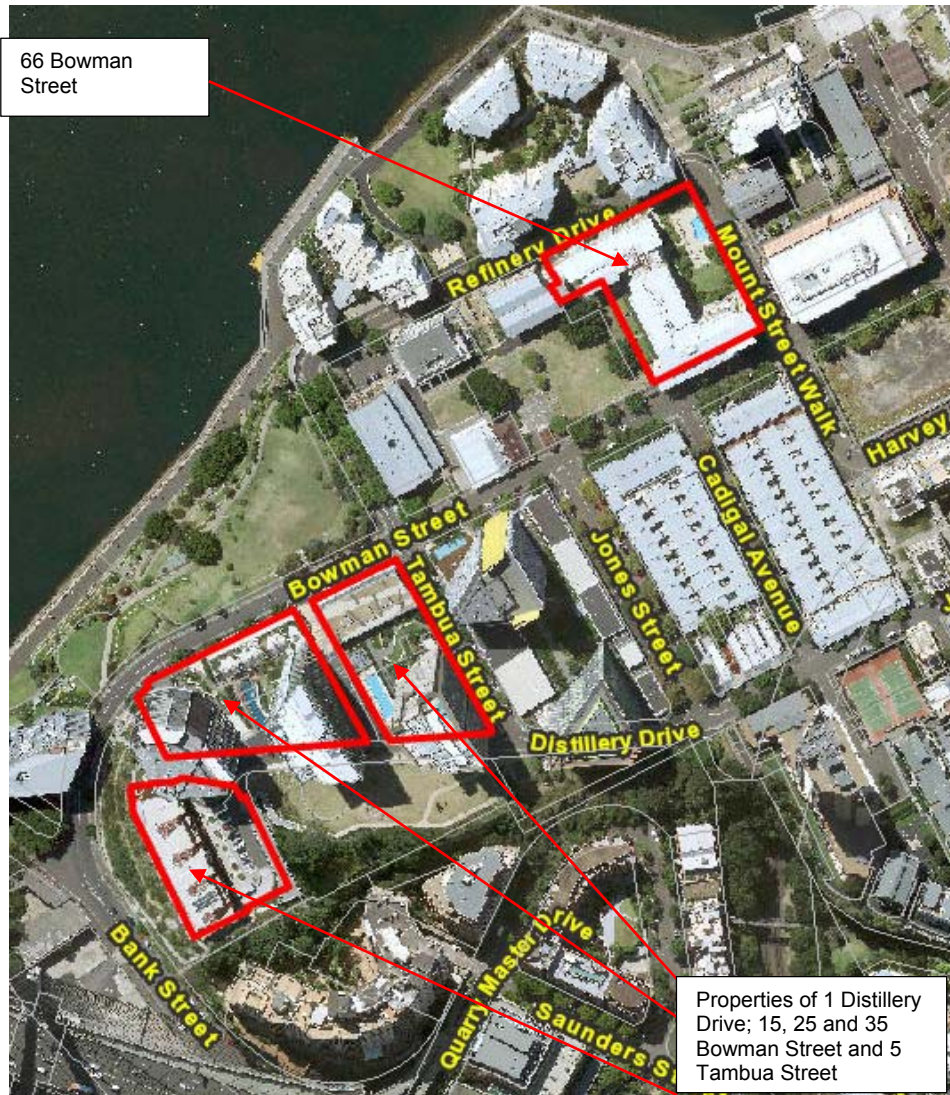 66 Bowman
Street
Refinery Drive
Mount Street Walk
Harvey
Cadigal Avenue
Jones Street
Bowman Street
Tambua Street
Distillery Drive
Bank Street
Quarry Master Drive
Saunders
Properties of 1 Distillery
Drive; 15, 25 and 35
Bowman Street and 5
Tambua Street